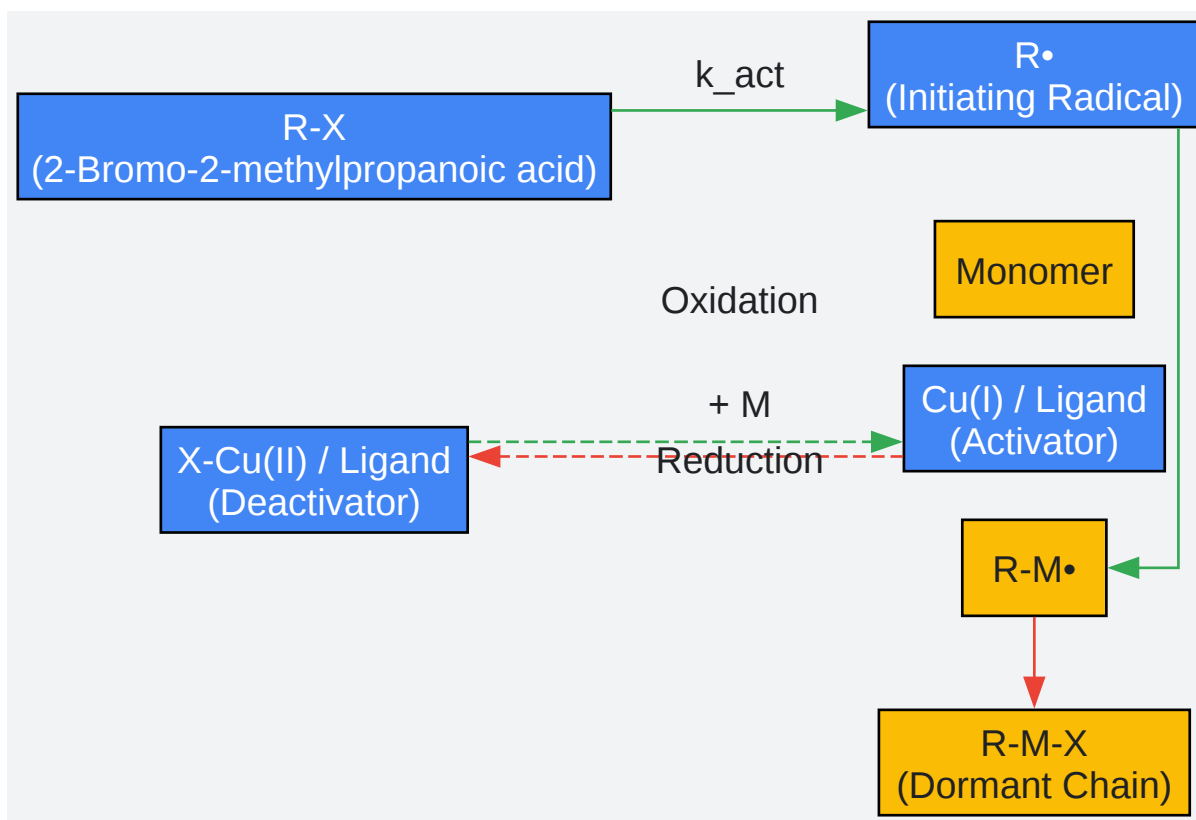 R•
(Initiating Radical)
k_act
R-X
(2-Bromo-2-methylpropanoic acid)
Monomer
Oxidation
+ M
Cu(I) / Ligand
(Activator)
X-Cu(II) / Ligand
(Deactivator)
Reduction
R-M•
R-M-X
(Dormant Chain)